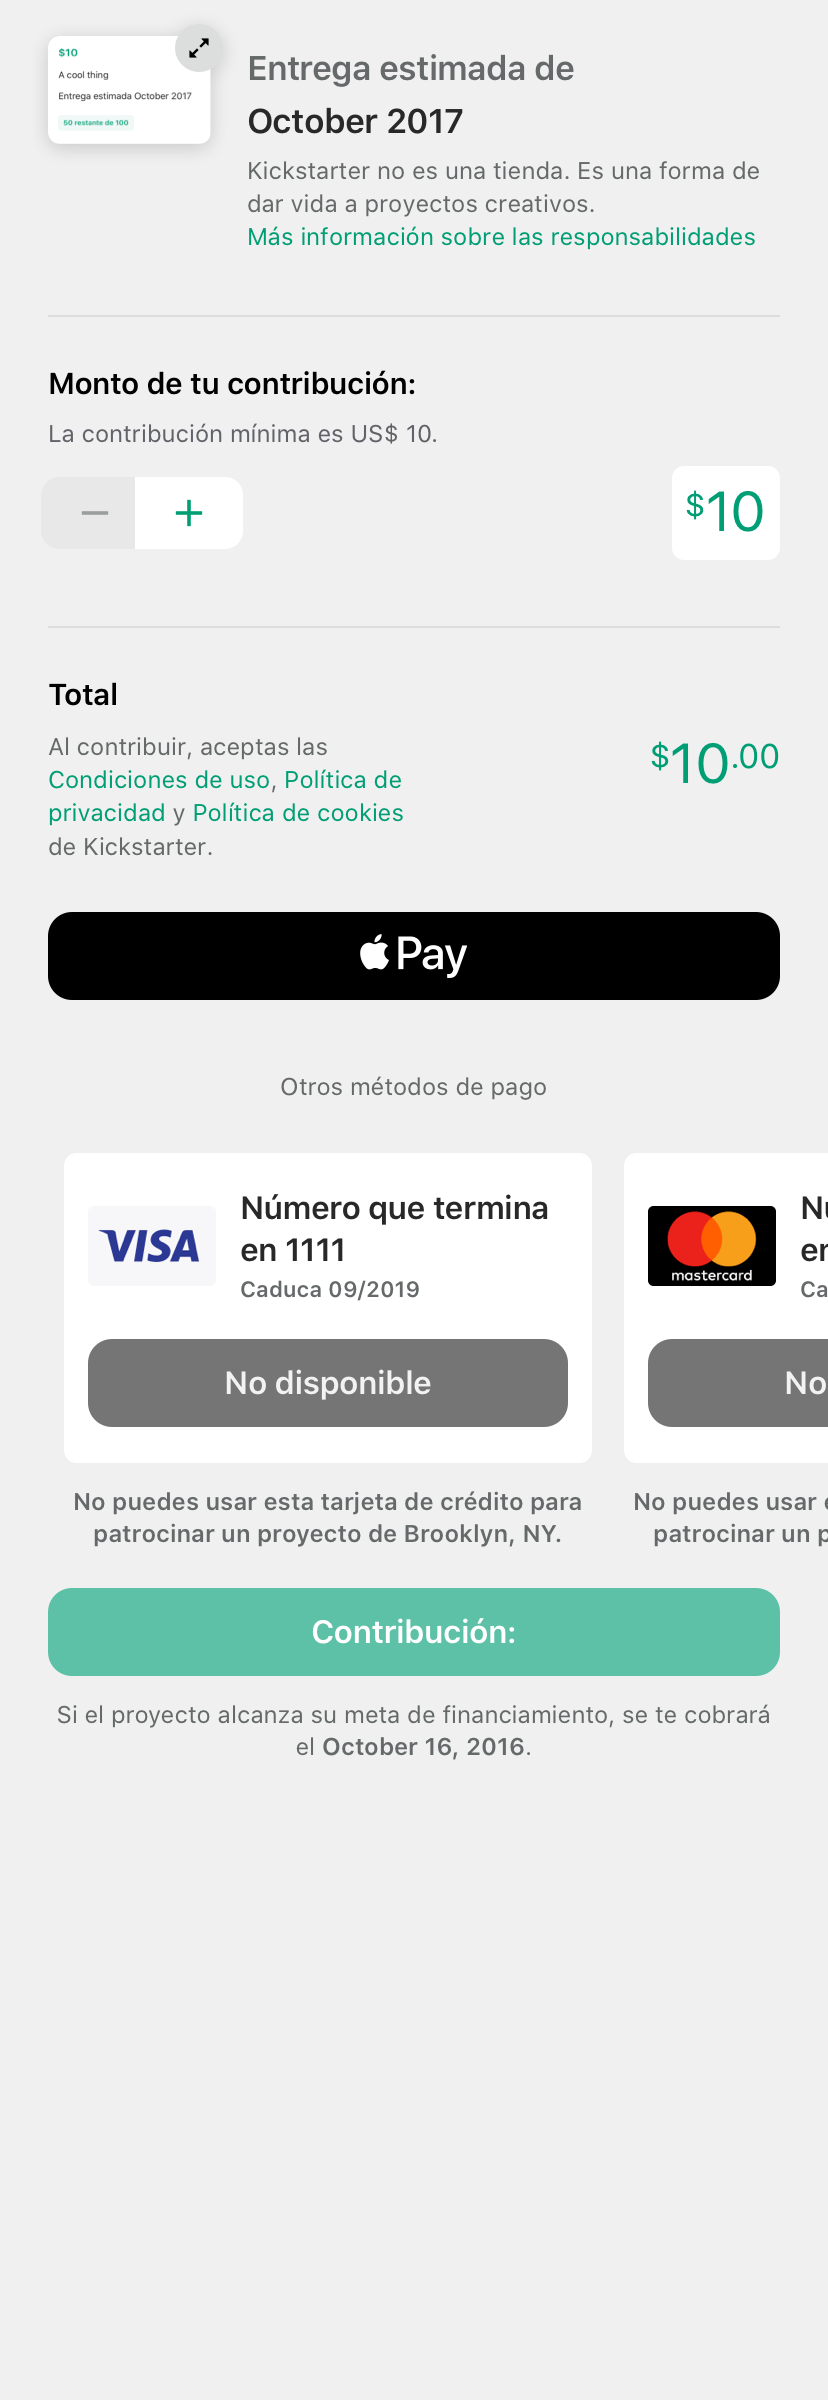 $10
A cool thing
Entrega estimada October 2017
50 restante de 100
Entrega estimada de
October 2017
Kickstarter no es una tienda. Es una forma de
dar vida a proyectos creativos.
Más información sobre las responsabilidades
Monto de tu contribución:
La contribución mínima es US$ 10.
− +
$10
Total
Al contribuir, aceptas las
Condiciones de uso, Política de
privacidad y Política de cookies
de Kickstarter.
$10.00
Pay
Otros métodos de pago
VISA
Número que termina
en 1111
Caduca 09/2019
No disponible
No puedes usar esta tarjeta de crédito para
patrocinar un proyecto de Brooklyn, NY.
mastercard
No
No puedes usar
patrocinar un
Contribución:
Si el proyecto alcanza su meta de financiamiento, se te cobrará
el October 16, 2016.